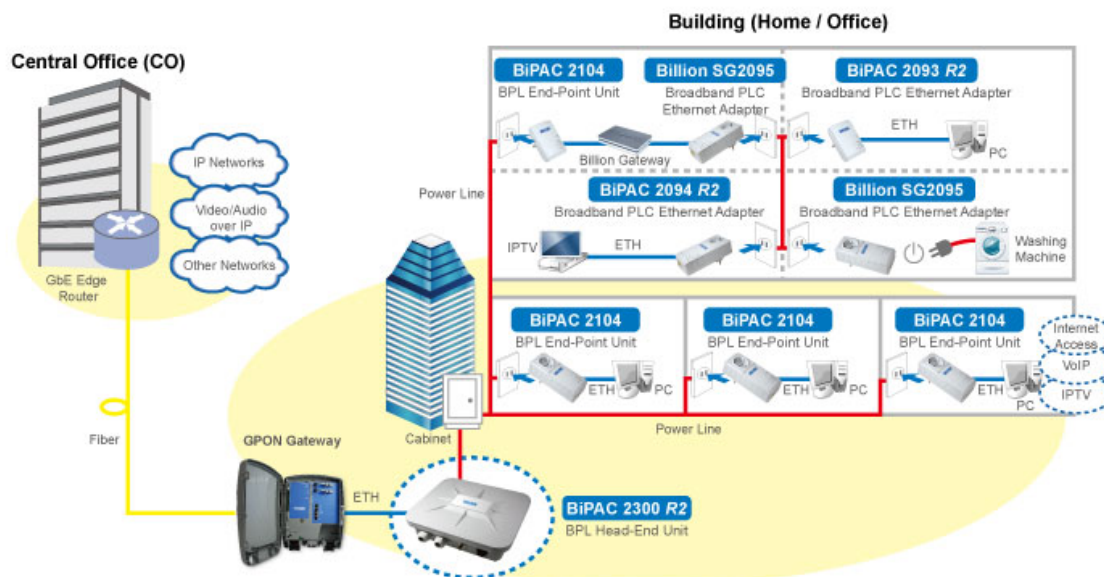 Building (Home / Office)
Central Office (CO)
IP Networks
Video/Audio
over IP
Other Networks
GbE Edge
Router
Fiber
GPON Gateway
ETH
BiPAC 2300 R2
BPL Head-End Unit
Cabinet
Power Line
BiPAC 2104
BPL End-Point Unit
Billion Gateway
Billion SG2095
Broadband PLC
Ethernet Adapter
BiPAC 2093 R2
Broadband PLC Ethernet Adapter
ETH
PC
BiPAC 2094 R2
Broadband PLC Ethernet Adapter
IPTV
ETH
Billion SG2095
Broadband PLC Ethernet Adapter
Washing
Machine
BiPAC 2104
BPL End-Point Unit
ETH
PC
BiPAC 2104
BPL End-Point Unit
ETH
PC
BiPAC 2104
BPL End-Point Unit
ETH
PC
Internet
Access
VoIP
IPTV
Power Line